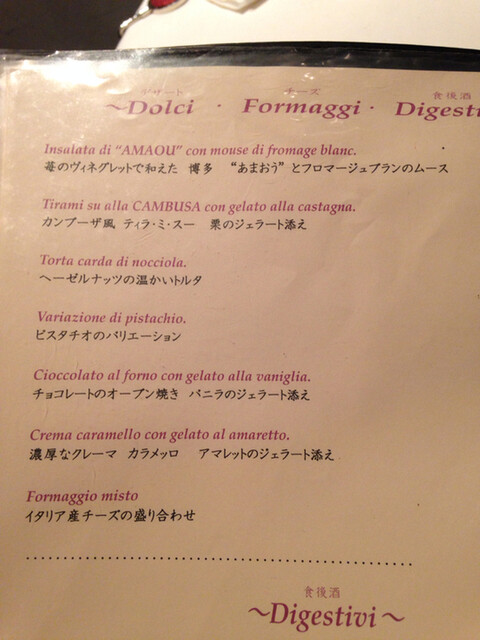 デザート チーズ 食後酒
~Dolci · Formaggi · Digesti
Insalata di "AMAOU" con mouse di fromage blanc.
苺のヴィネグレットで和えた 博多 “あまおう” とフロマージュブランのムース
Tirami su alla CAMBUSA con gelato alla castagna.
カンブーザ風 ティラ・ミ・スー 栗のジェラート添え
Torta carda di nocciola.
ヘーゼルナッツの温かいトルタ
Variazione di pistachio.
ピスタチオのバリエーション
Cioccolato al forno con gelato alla vaniglia.
チョコレートのオーブン焼き バニラのジェラート添え
Crema caramello con gelato al amaretto.
濃厚なクレーマ カラメッロ アマレットのジェラート添え
Formaggio misto
イタリア産チーズの盛り合わせ
食後酒
~Digestivi~